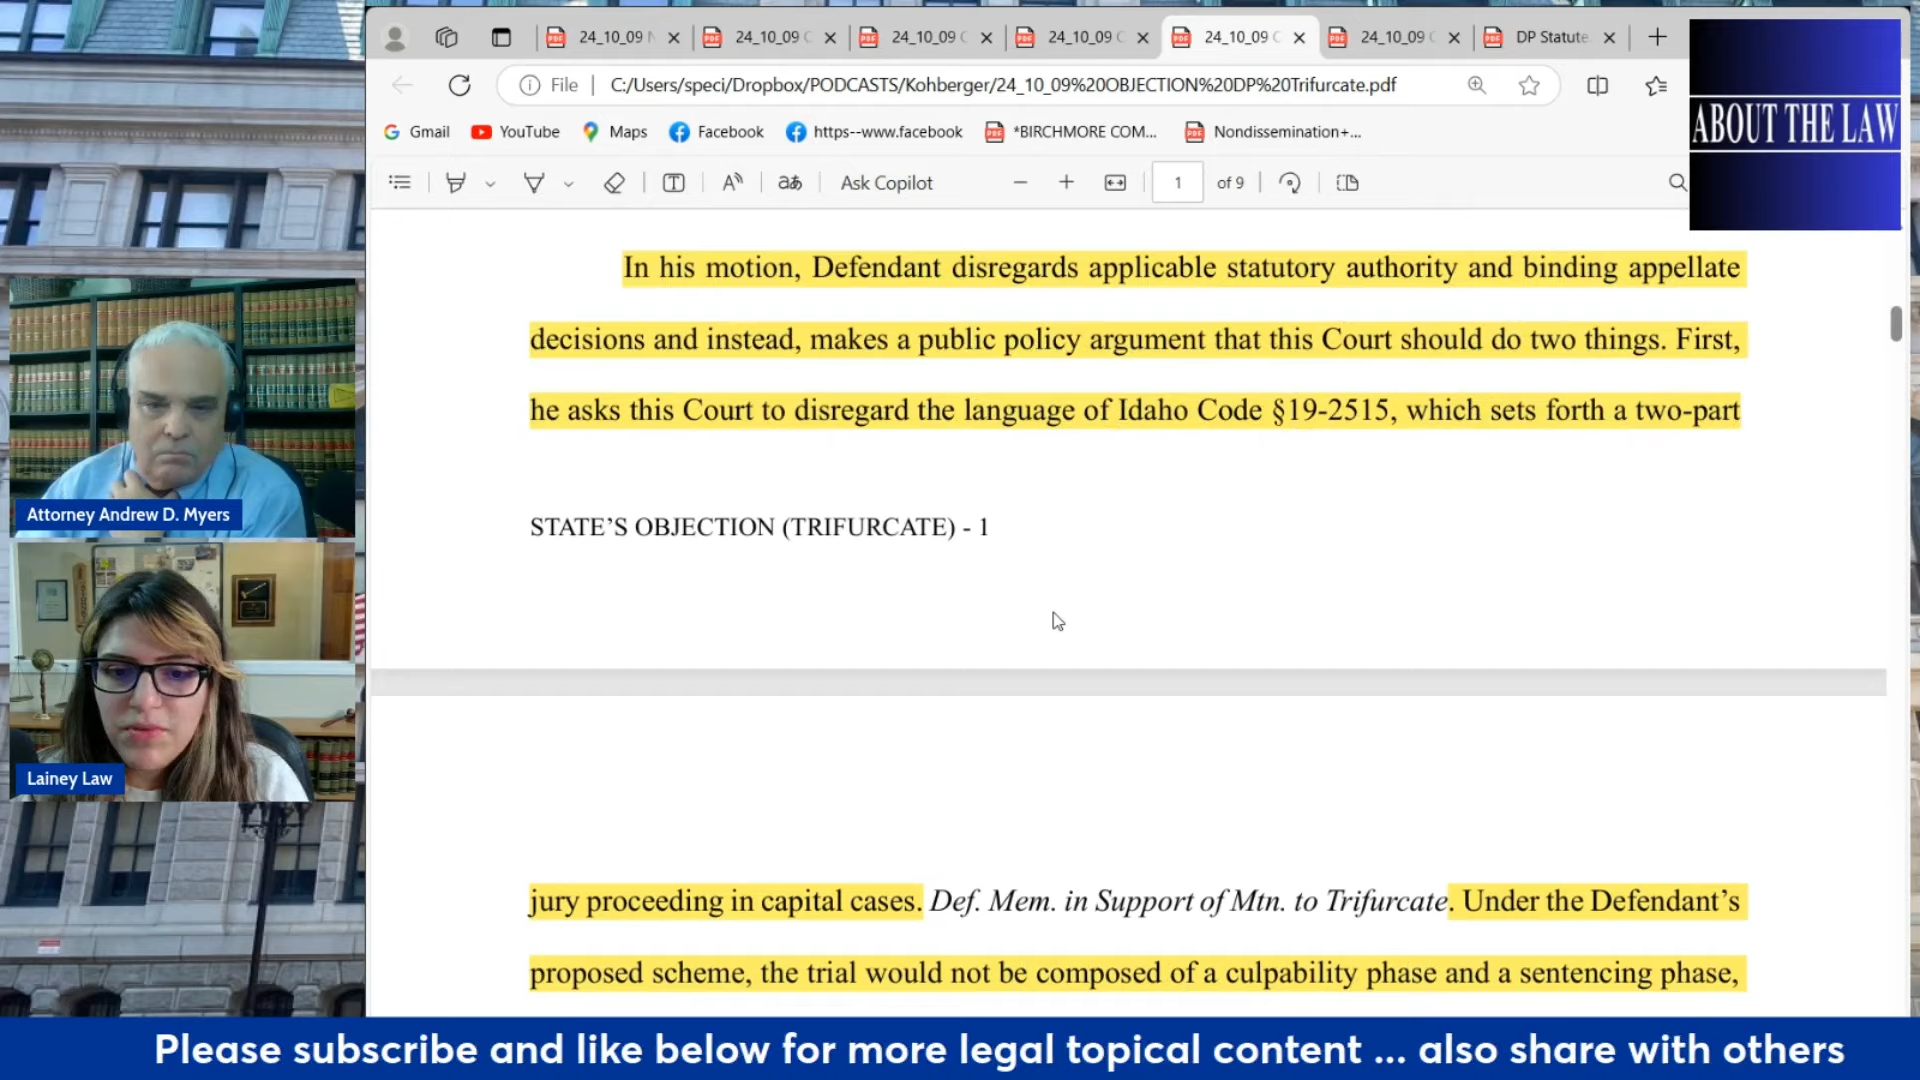 24_10_09 N
24_10_09 C
24_10_09 C
24_10_09 C
24_10_09 C
24_10_09 C
DP Statute
File
C:/Users/speci/Dropbox/PODCASTS/Kohberger/24_10_09%20OBJECTION%20DP%20Trifurcate.pdf
Gmail
YouTube
Maps
Facebook
https--www.facebook
*BIRCHMORE COM...
Nondissemination+...
Ask Copilot
1 of 9
ABOUT THE LAW
In his motion, Defendant disregards applicable statutory authority and binding appellate
decisions and instead, makes a public policy argument that this Court should do two things. First,
he asks this Court to disregard the language of Idaho Code §19-2515, which sets forth a two-part
STATE'S OBJECTION (TRIFURCATE) - 1
jury proceeding in capital cases. Def. Mem. in Support of Mtn. to Trifurcate. Under the Defendant's
proposed scheme, the trial would not be composed of a culpability phase and a sentencing phase,
Attorney Andrew D. Myers
Lainey Law
Please subscribe and like below for more legal topical content ... also share with others